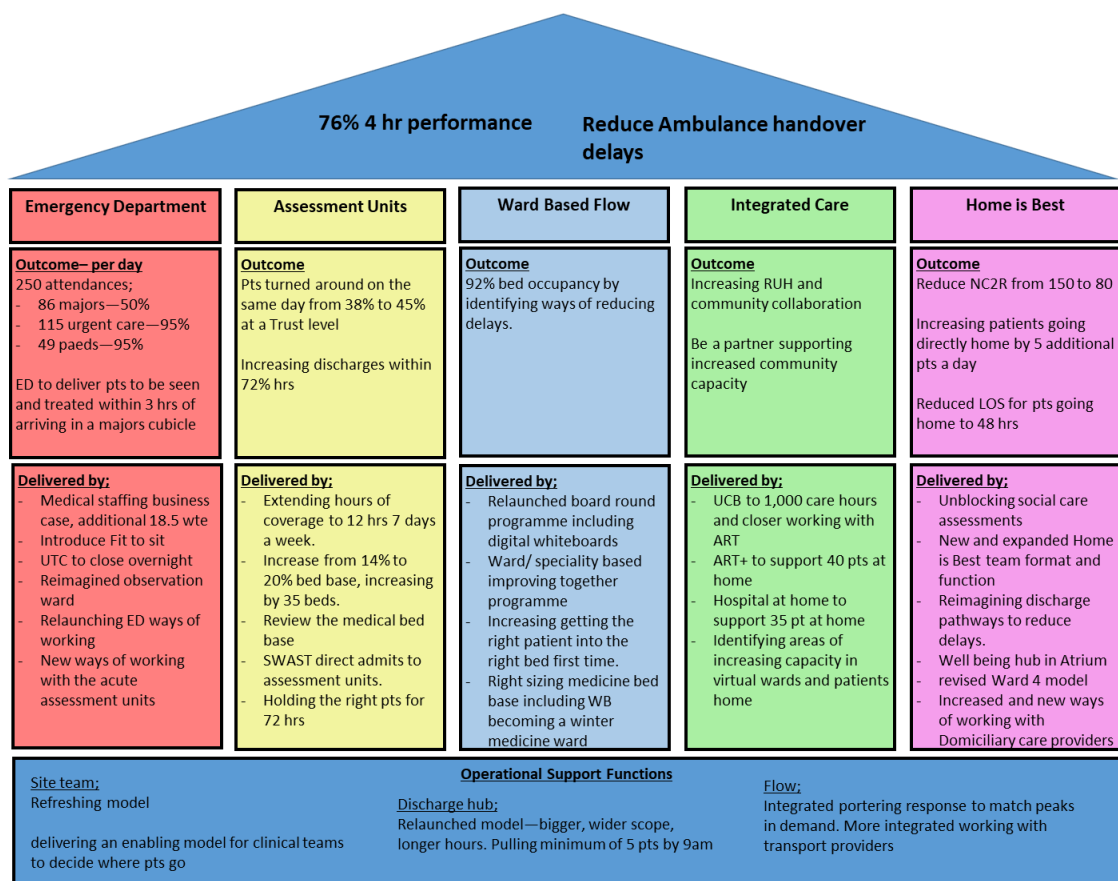 76% 4 hr performance
Reduce Ambulance handover
delays
Emergency Department
Outcome– per day
250 attendances;
- 86 majors—50%
- 115 urgent care—95%
- 49 paeds—95%
ED to deliver pts to be seen
and treated within 3 hrs of
arriving in a majors cubicle
Delivered by;
- Medical staffing business
case, additional 18.5 wte
- Introduce Fit to sit
- UTC to close overnight
- Reimagined observation
ward
- Relaunching ED ways of
working
- New ways of working
with the acute
assessment units
Assessment Units
Outcome
Pts turned around on the
same day from 38% to 45%
at a Trust level
Increasing discharges within
72% hrs
Delivered by;
- Extending hours of
coverage to 12 hrs 7 days
a week.
- Increase from 14% to
20% bed base, increasing
by 35 beds.
- Review the medical bed
base
- SWAST direct admits to
assessment units.
- Holding the right pts for
72 hrs
Ward Based Flow
Outcome
92% bed occupancy by
identifying ways of reducing
delays.
Delivered by;
- Relaunched board round
programme including
digital whiteboards
- Ward/ speciality based
improving together
programme
- Increasing getting the
right patient into the
right bed first time.
- Right sizing medicine bed
base including WB
becoming a winter
medicine ward
Integrated Care
Outcome
Increasing RUH and
community collaboration
Be a partner supporting
increased community
capacity
Delivered by;
- UCB to 1,000 care hours
and closer working with
ART
- ART+ to support 40 pts at
home
- Hospital at home to
support 35 pt at home
- Identifying areas of
increasing capacity in
virtual wards and patients
home
Home is Best
Outcome
Reduce NC2R from 150 to 80
Increasing patients going
directly home by 5 additional
pts a day
Reduced LOS for pts going
home to 48 hrs
Delivered by;
- Unblocking social care
assessments
- New and expanded Home
is Best team format and
function
- Reimagining discharge
pathways to reduce
delays.
- Well being hub in Atrium
revised Ward 4 model
- Increased and new ways
of working with
Domiciliary care providers
Operational Support Functions
Site team;
Refreshing model
delivering an enabling model for clinical teams
to decide where pts go
Discharge hub;
Relaunched model—bigger, wider scope,
longer hours. Pulling minimum of 5 pts by 9am
Flow;
Integrated portering response to match peaks
in demand. More integrated working with
transport providers